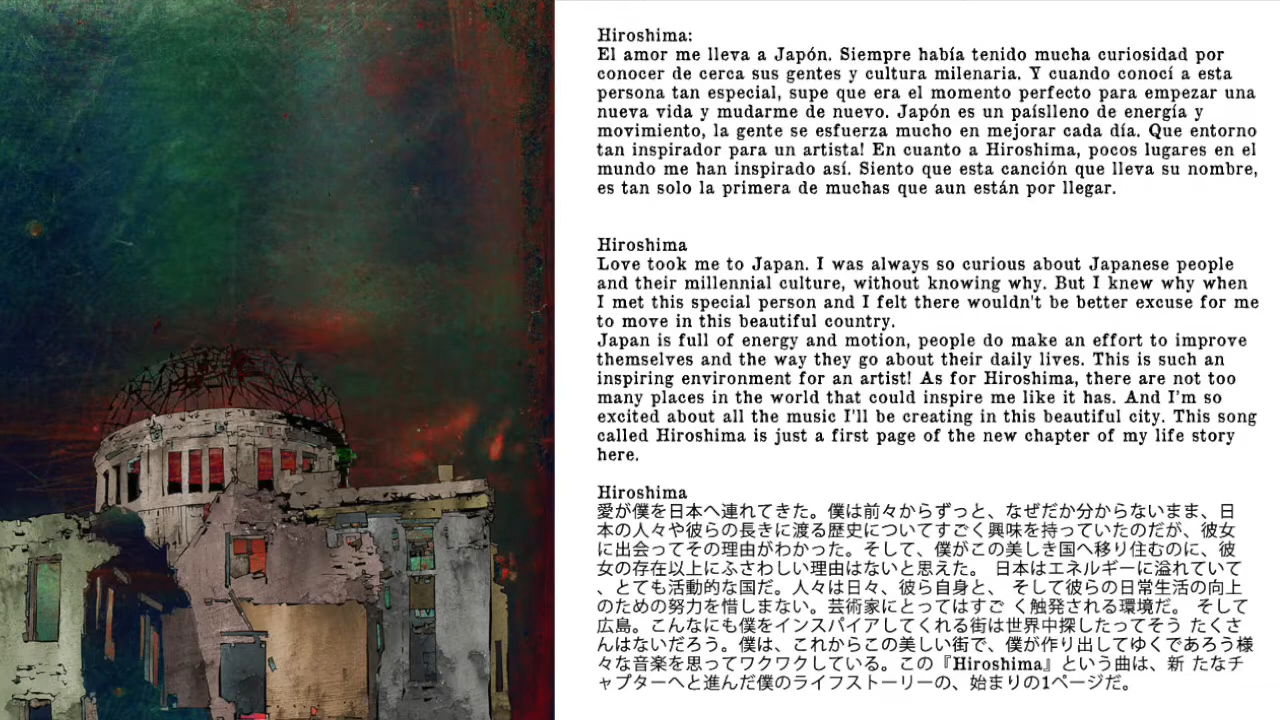 Hiroshima:
El amor me lleva a Japón. Siempre había tenido mucha curiosidad por
conocer de cerca sus gentes y cultura milenaria. Y cuando conocí a esta
persona tan especial, supe que era el momento perfecto para empezar una
nueva vida y mudarme de nuevo. Japón es un paíslleno de energía y
movimiento, la gente se esfuerza mucho en mejorar cada día. Que entorno
tan inspirador para un artista! En cuanto a Hiroshima, pocos lugares en el
mundo me han inspirado así. Siento que esta canción que lleva su nombre,
es tan solo la primera de muchas que aun están por llegar.
Hiroshima
Love took me to Japan. I was always so curious about Japanese people
and their millennial culture, without knowing why. But I knew why when
I met this special person and I felt there wouldn't be better excuse for me
to move in this beautiful country.
Japan is full of energy and motion, people do make an effort to improve
themselves and the way they go about their daily lives. This is such an
inspiring environment for an artist! As for Hiroshima, there are not too
many places in the world that could inspire me like it has. And I'm so
excited about all the music I'll be creating in this beautiful city. This song
called Hiroshima is just a first page of the new chapter of my life story
here.
Hiroshima
愛が僕を日本へ連れてきた。僕は前々からずっと、なぜだか分からないまま、日
本の人々や彼らの長きに渡る歴史についてすごく興味を持っていたのだが、彼女
に出会ってその理由がわかった。そして、僕がこの美しき国へ移り住むのに、彼
女の存在以上にふさわしい理由はないと思えた。 日本はエネルギーに溢れていて
、とても活動的な国だ。人々は日々、彼ら自身と、 そして彼らの日常生活の向上
のための努力を惜しまない。芸術家にとってはすご く触発される環境だ。 そして
広島。こんなにも僕をインスパイアしてくれる街は世界中探したってそう たくさ
んはないだろう。僕は、これからこの美しい街で、僕が作り出してゆくであろう様
々な音楽を思ってワクワクしている。この『Hiroshima』という曲は、新 たなチ
ャプターへと進んだ僕のライフストーリーの、始まりの1ページだ。